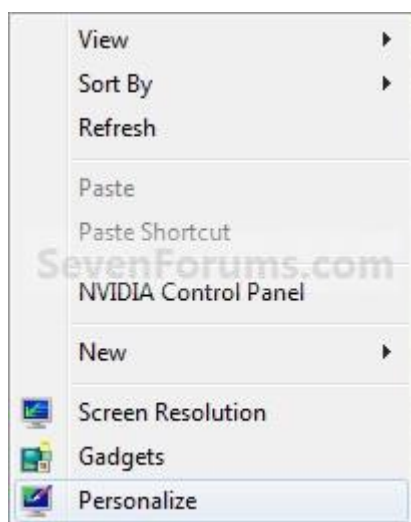 View
Sort By
Refresh
Paste
Paste Shortcut
SevenForums.com
NVIDIA Control Panel
New
Screen Resolution
Gadgets
Personalize